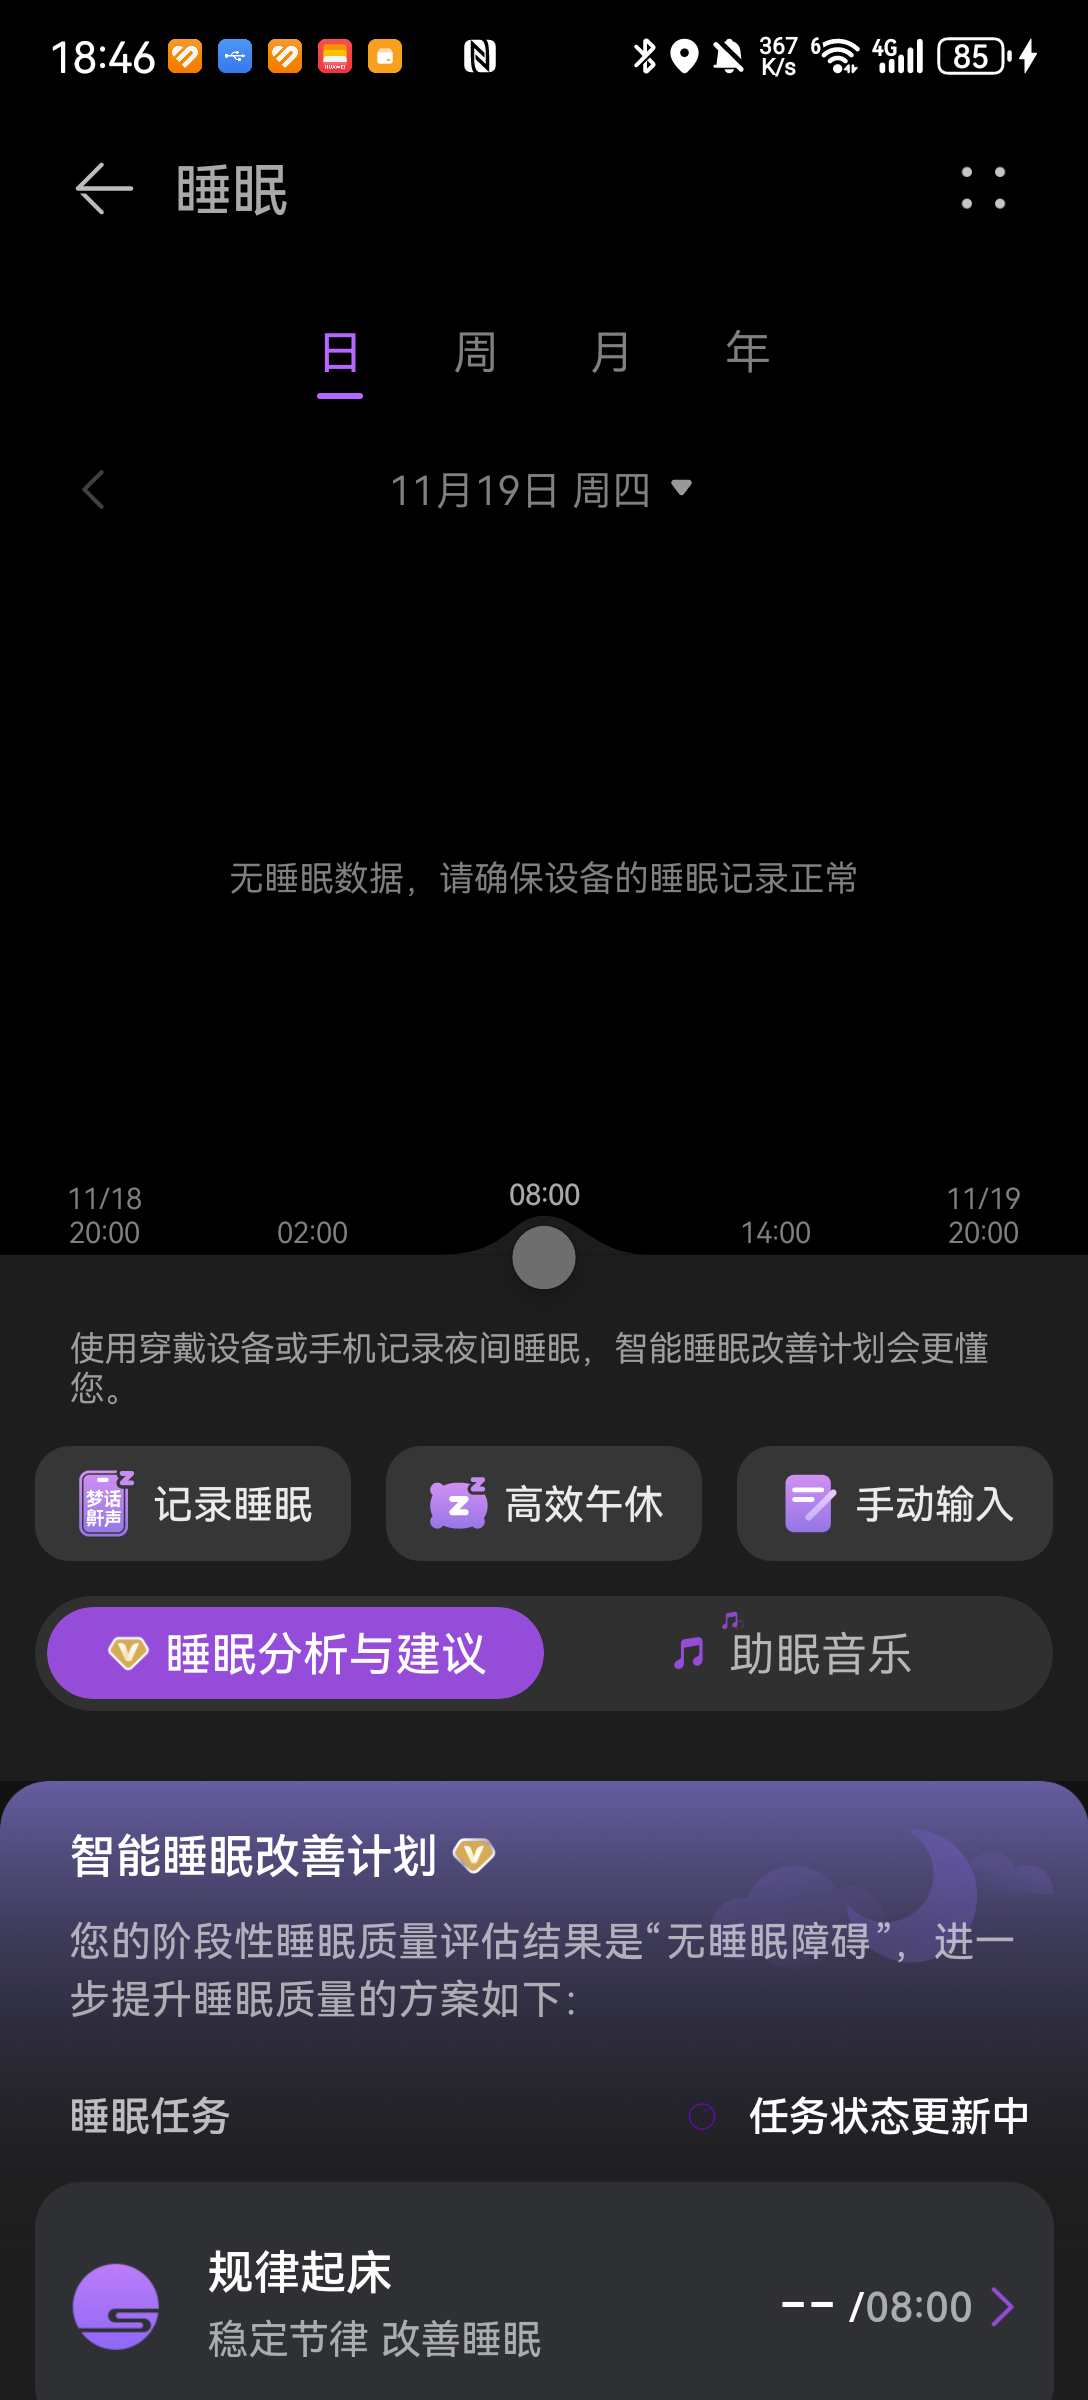 18:46
367 K/s
6
4G
85
睡眠
日 周 月 年
11月19日 周四
无睡眠数据，请确保设备的睡眠记录正常
08:00
11/18 11/19
20:00 02:00 14:00 20:00
使用穿戴设备或手机记录夜间睡眠，智能睡眠改善计划会更懂
您。
梦话 鼾声 记录睡眠 高效午休 手动输入
睡眠分析与建议 助眠音乐
智能睡眠改善计划
您的阶段性睡眠质量评估结果是“无睡眠障碍”，进一
步提升睡眠质量的方案如下：
睡眠任务 任务状态更新中
规律起床
-- /08:00
稳定节律 改善睡眠